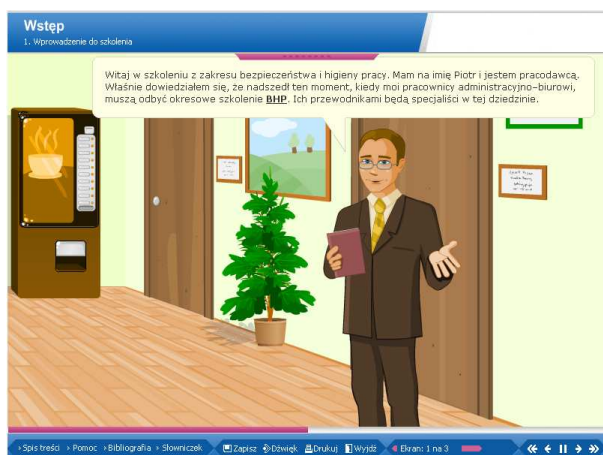 Wstęp
1. Wprowadzenie do szkolenia
Witaj w szkoleniu z zakresu bezpieczeństwa i higieny pracy. Mam na imię Piotr i jestem pracodawcą.
Właśnie dowiedziałem się, że nadszedł ten moment, kiedy moi pracownicy administracyjno-biurowi,
muszą odbyć okresowe szkolenie BHP. Ich przewodnikami będą specjaliści w tej dziedzinie.
Spis treści Pomoc Bibliografia Słowniczek Zapisz Dźwięk Drukuj Wyjdź Ekran: 1 na 3